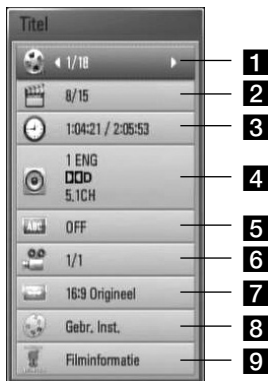 Titel
1/18 1
8/15 2
1:04:21 / 2:05:53 3
1 ENG
D 4
5.1CH
ABC OFF 5
1/1 6
16:9 Origineel 7
Gebr. Inst. 8
Filminformatie 9